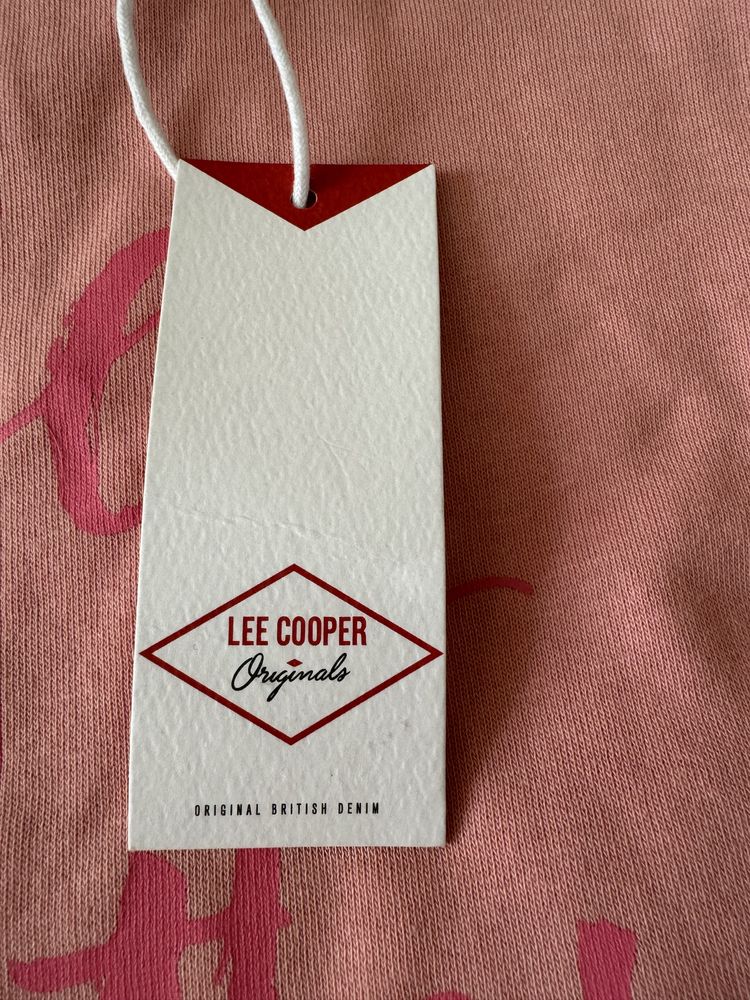 LEE COOPER
Originals
ORIGINAL BRITISH DENIM